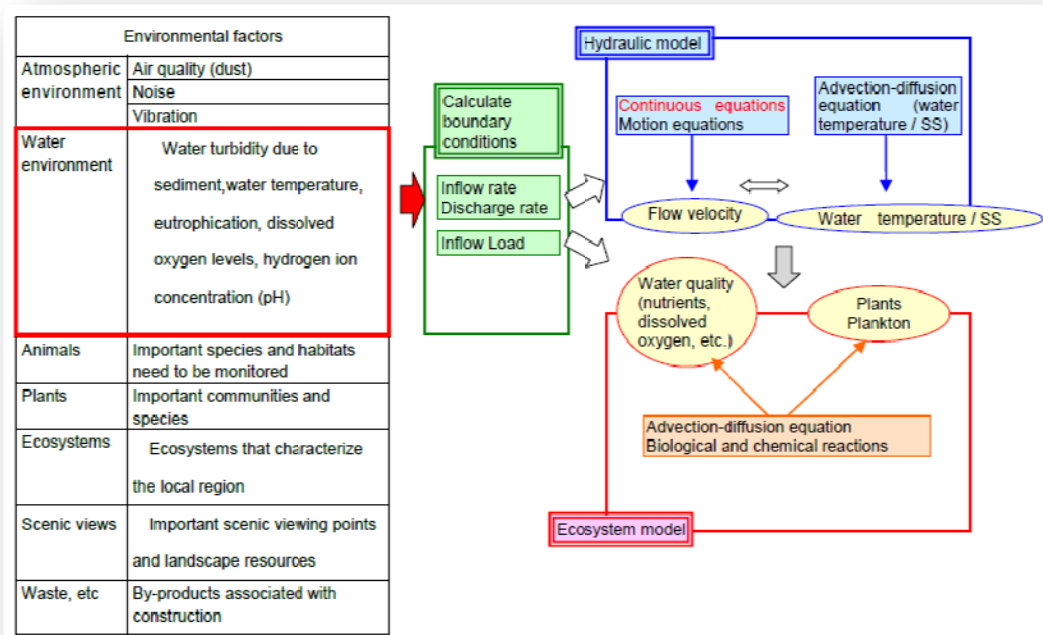 Environmental factors
Atmospheric
environment
Air quality (dust)
Noise
Vibration
Water
environment
Water turbidity due to
sediment,water temperature,
eutrophication, dissolved
oxygen levels, hydrogen ion
concentration (pH)
Animals
Important species and habitats
need to be monitored
Plants
Important communities and
species
Ecosystems
Ecosystems that characterize
the local region
Scenic views
Important scenic viewing points
and landscape resources
Waste, etc
By-products associated with
construction
Calculate
boundary
conditions
Inflow rate
Discharge rate
Inflow Load
Hydraulic model
Continuous equations
Motion equations
Advection-diffusion
equation (water
temperature / SS)
Flow velocity
Water temperature / SS
Water quality
(nutrients,
dissolved
oxygen, etc.)
Plants
Plankton
Advection-diffusion equation
Biological and chemical reactions
Ecosystem model